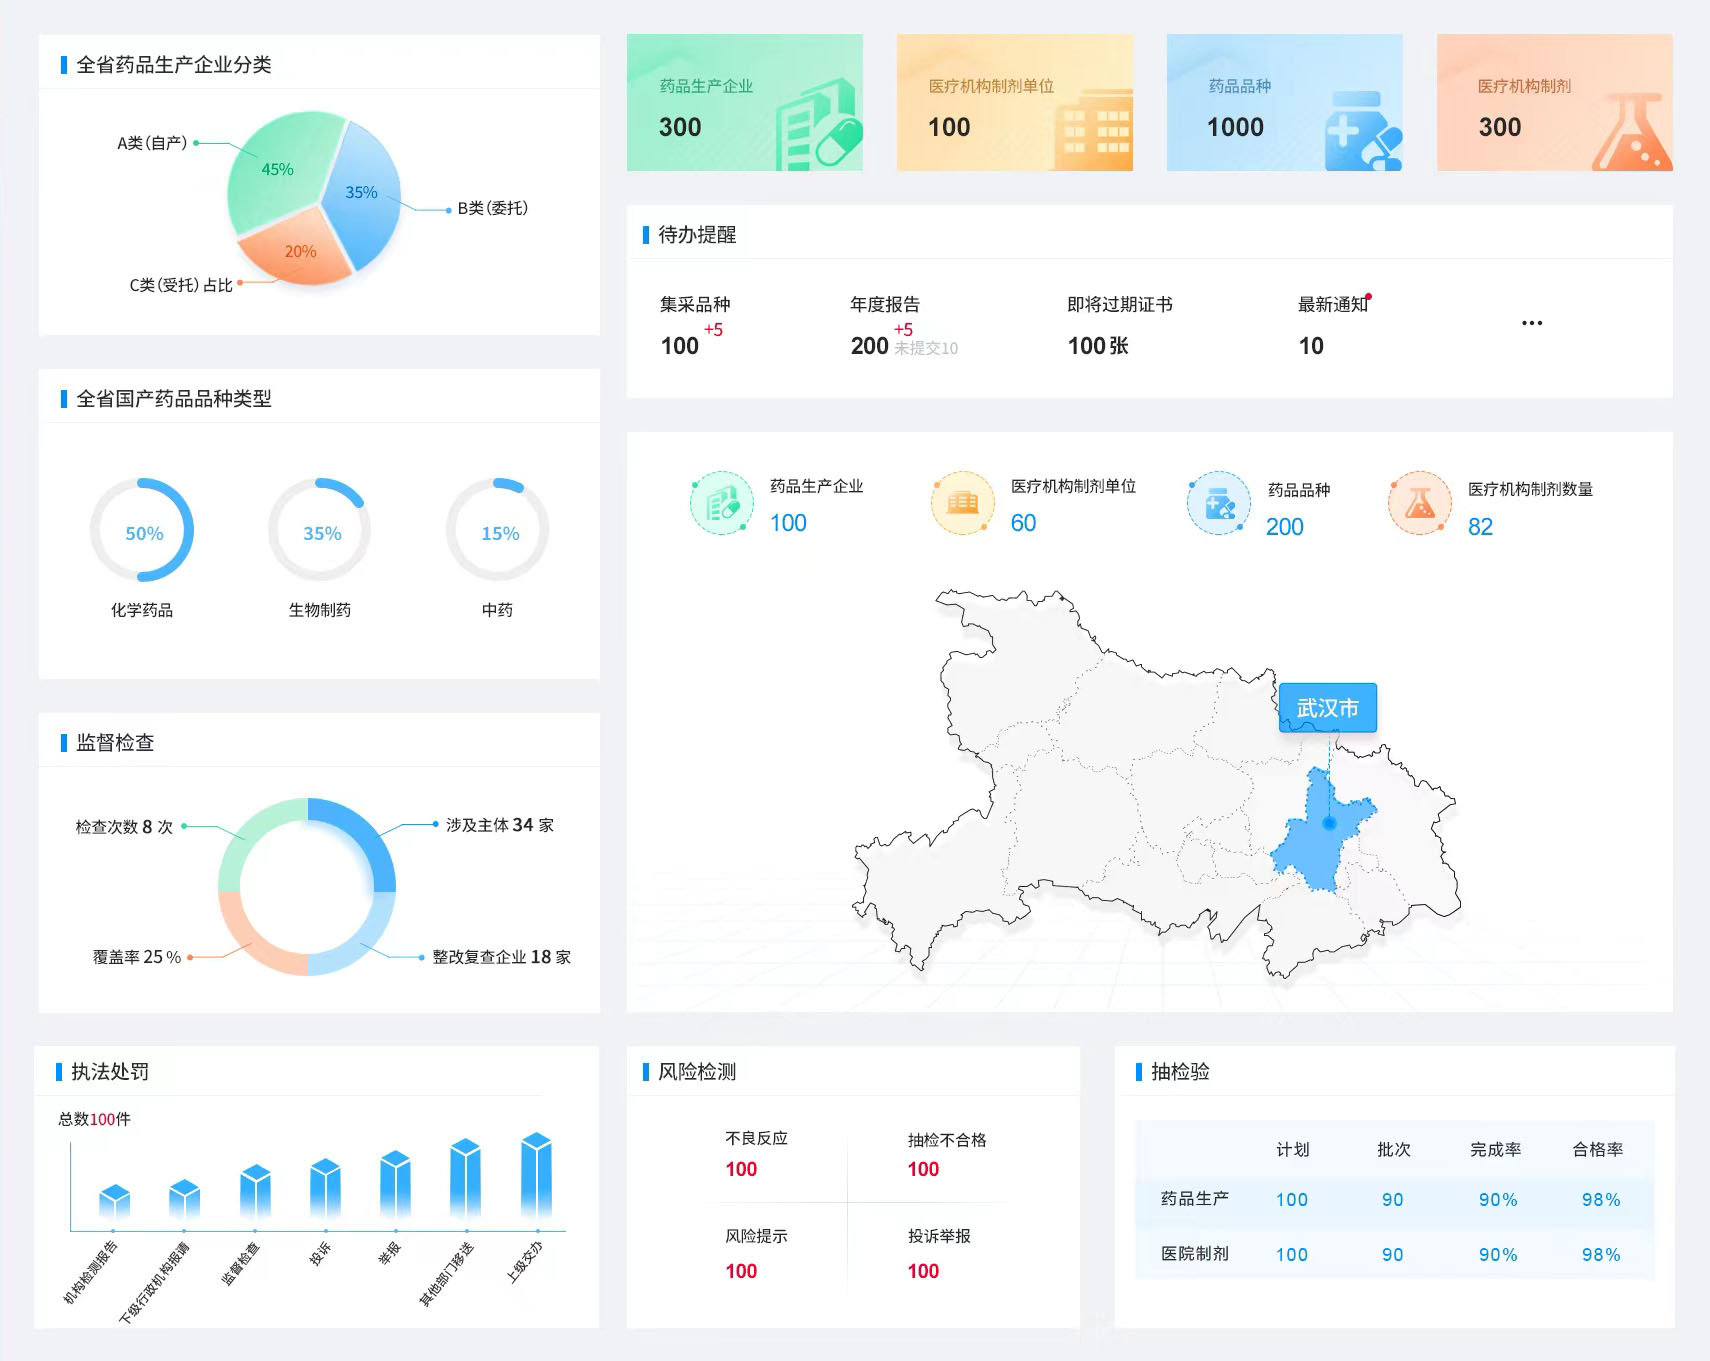 全省药品生产企业分类
A类(自产)
45%
35%
B类(委托)
20%
C类(受托)占比
药品生产企业
300
医疗机构制剂单位
100
药品品种
1000
医疗机构制剂
300
待办提醒
集采品种
+5
100
年度报告
+5
200 未提交10
即将过期证书
100 张
最新通知
10
...
全省国产药品品种类型
50%
化学药品
35%
生物制药
15%
中药
药品生产企业
100
医疗机构制剂单位
60
药品品种
200
医疗机构制剂数量
82
武汉市
监督检查
检查次数 8 次
涉及主体 34 家
覆盖率 25 %
整改复查企业 18 家
执法处罚
总数100件
机构检测报告
下级行政机构报请
监督检查
投诉
举报
其他部门移送
上级交办
风险检测
不良反应
100
抽检不合格
100
风险提示
100
投诉举报
100
抽检验
计划 批次 完成率 合格率
药品生产 100 90 90% 98%
医院制剂 100 90 90% 98%